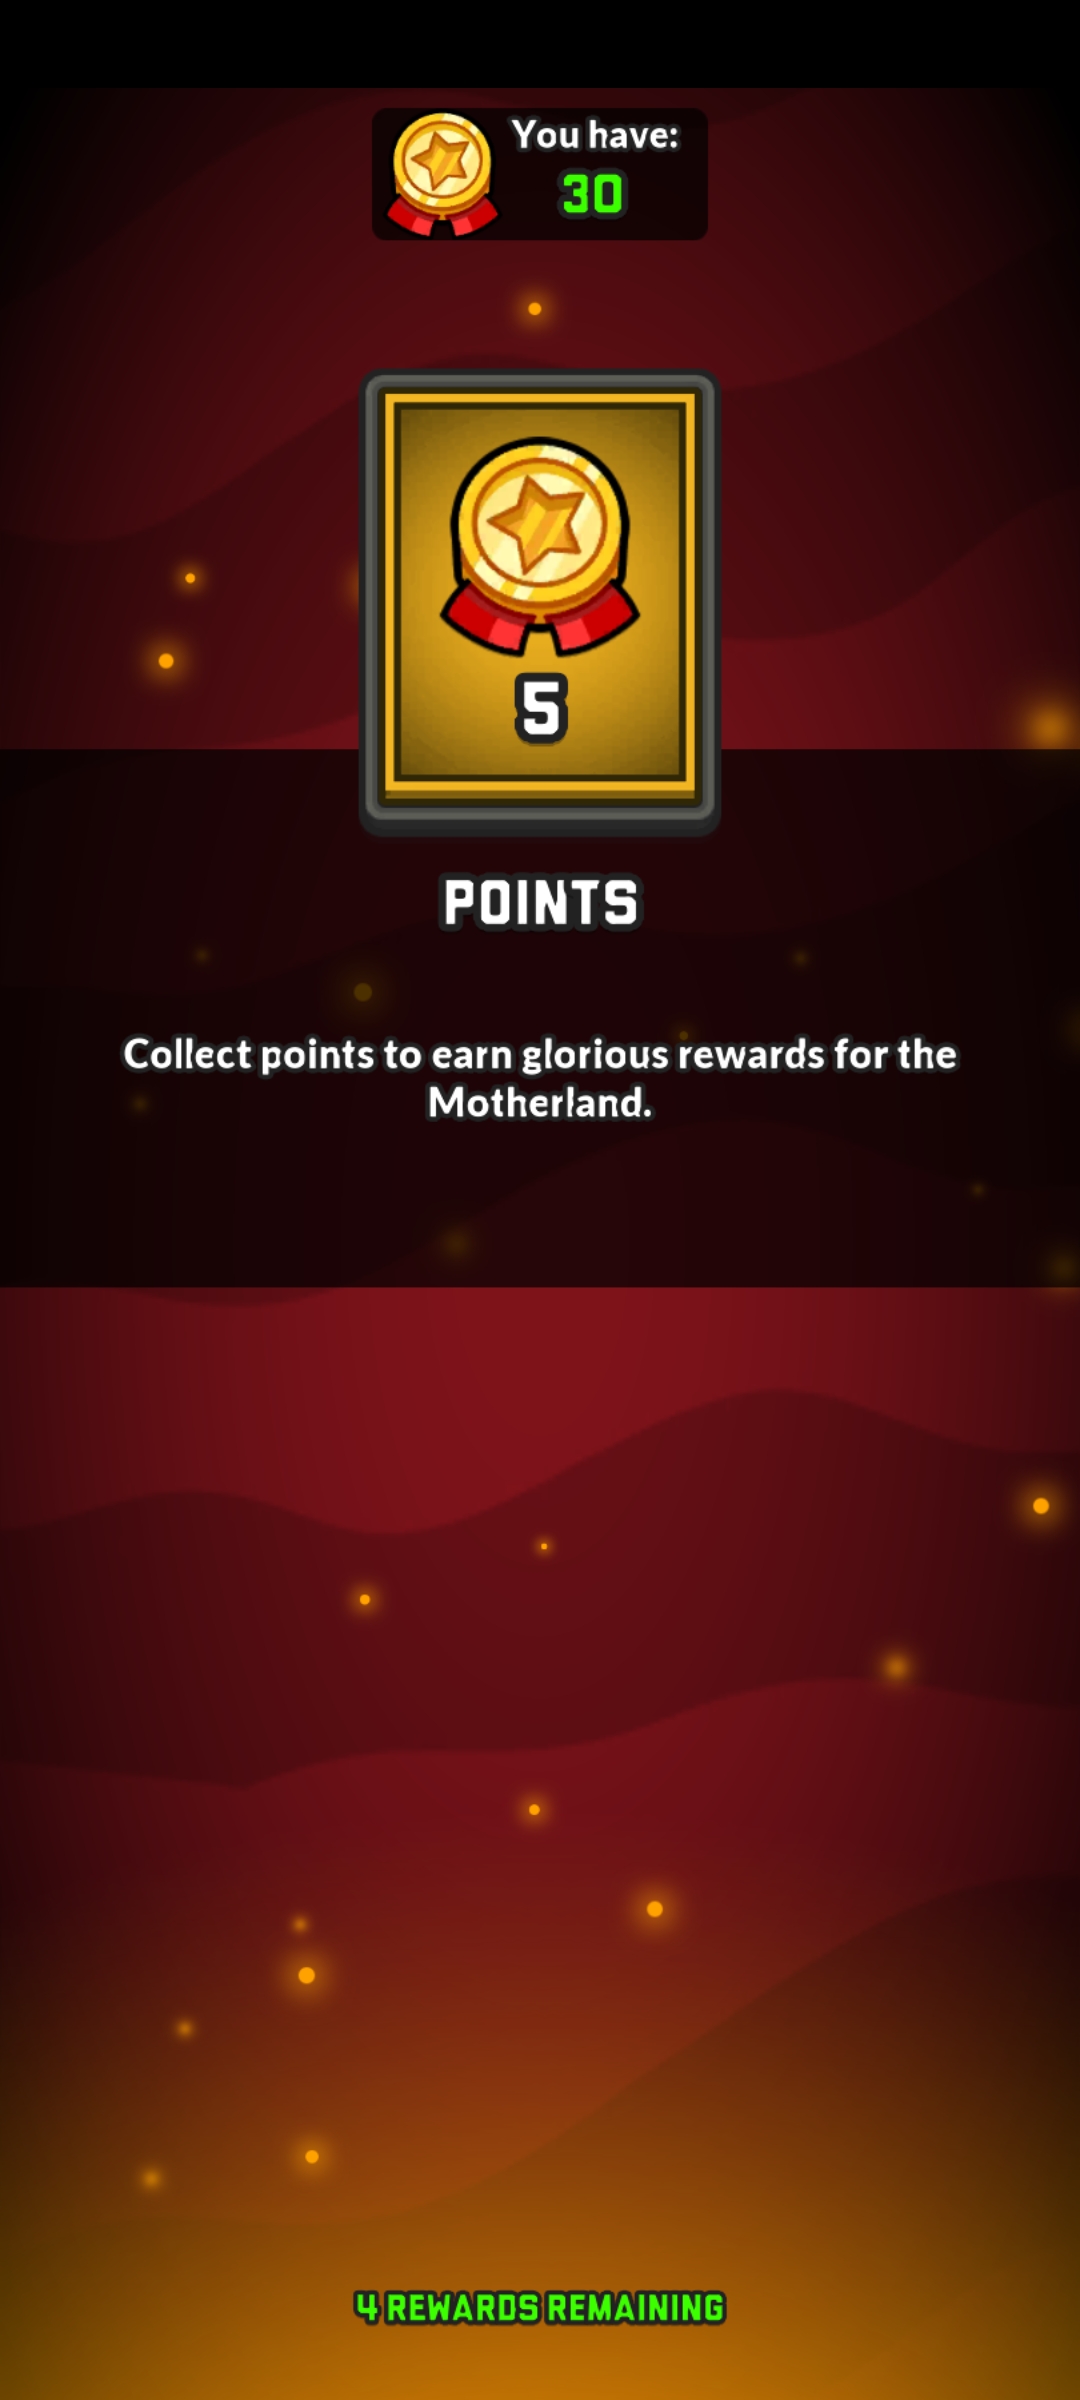 You have:
30
5
POINTS
Collect points to earn glorious rewards for the
Motherland.
4 REWARDS REMAINING